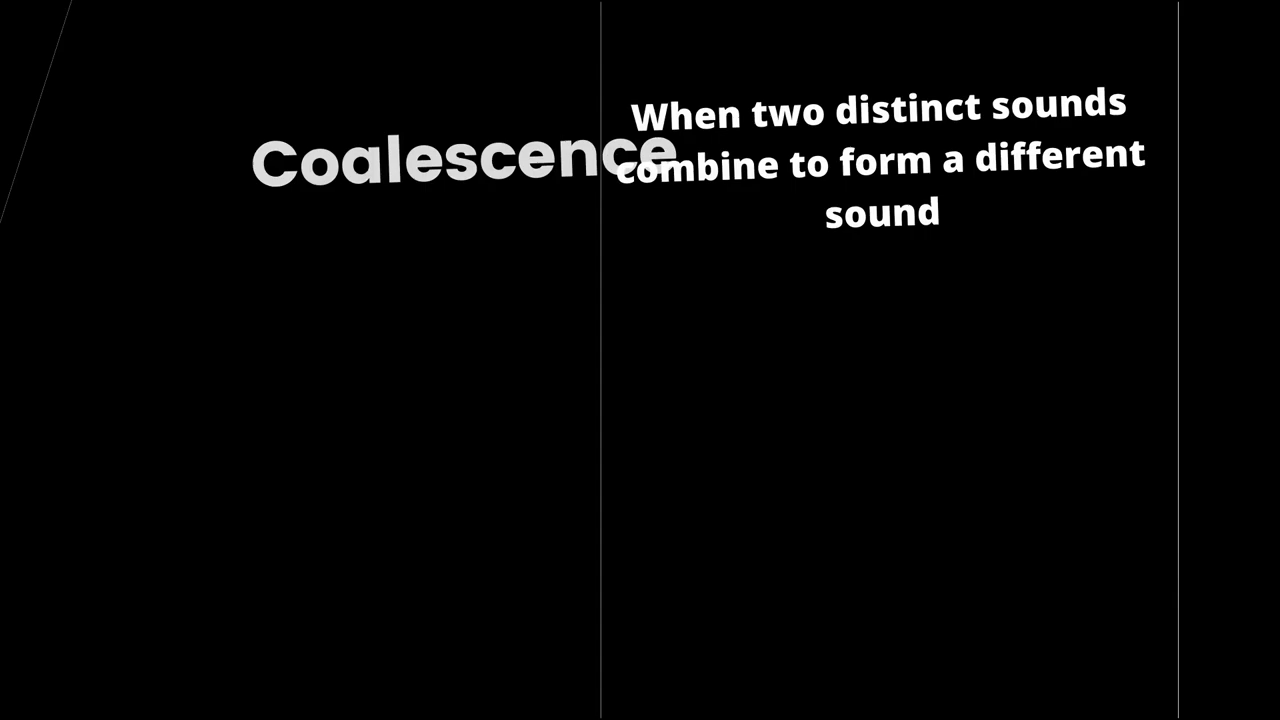 Coalescence
When two distinct sounds
combine to form a different
sound